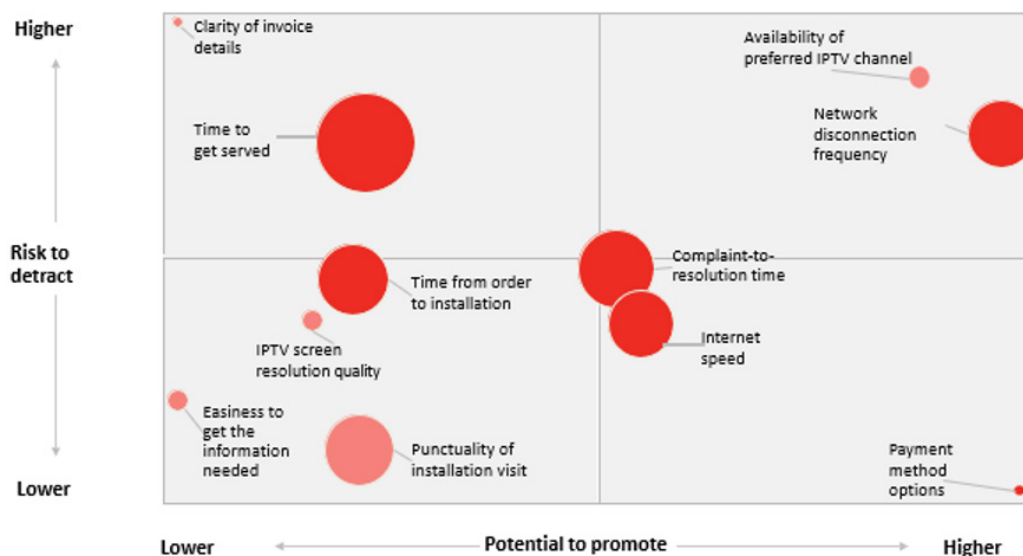 Higher
Clarity of invoice
details
Availability of
preferred IPTV channel
Time to
get served
Network
disconnection
frequency
Risk to
detract
Complaint-to-
resolution time
Time from order
to installation
IPTV screen
resolution quality
Internet
speed
Easiness to
get the
information
needed
Punctuality of
installation visit
Payment
method
options
Lower
Lower
Potential to promote
Higher